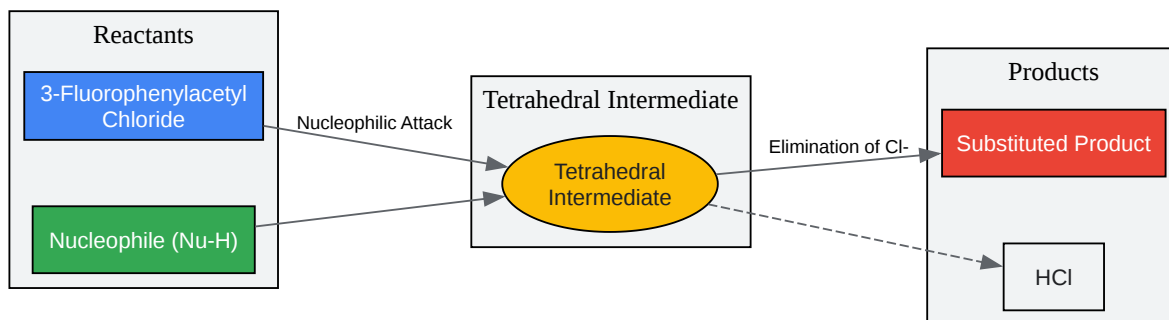 Reactants
3-Fluorophenylacetyl
Chloride
Nucleophile (Nu-H)
Nucleophilic Attack
Tetrahedral Intermediate
Tetrahedral
Intermediate
Elimination of Cl-
Products
Substituted Product
HCl